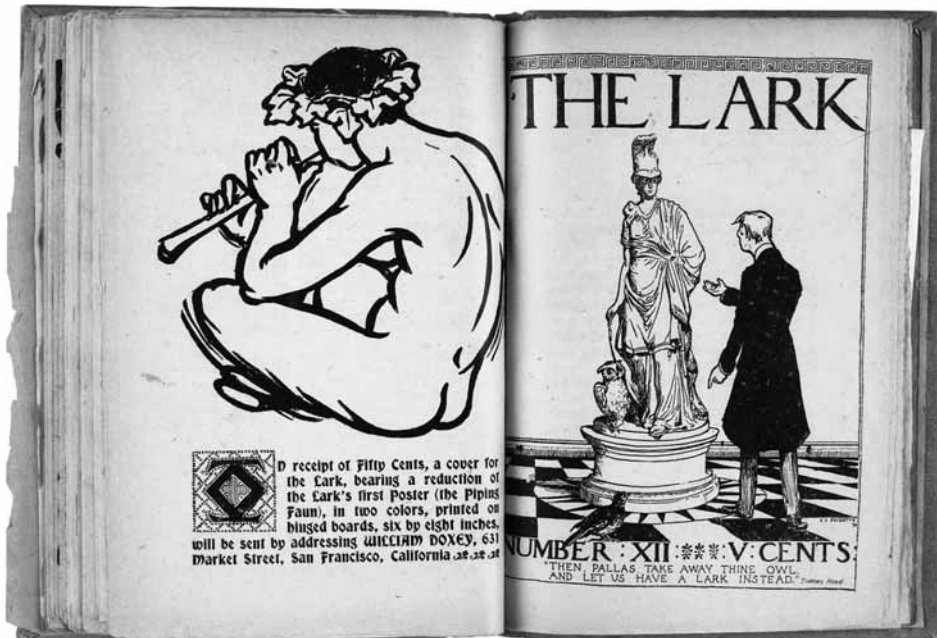 ON receipt of Fifty Cents, a cover for
the Lark, bearing a reduction of
the Lark's first Poster (the Piping
Faun), in two colors, printed on
hinged boards, six by eight inches,
will be sent by addressing WILLIAM DOXEY, 631
Market Street, San Francisco, California
THE LARK
NUMBER : XII : V : CENTS :
"THEN, PALLAS, TAKE AWAY THINE OWL,
AND LET US HAVE A LARK INSTEAD." Thomas Hood